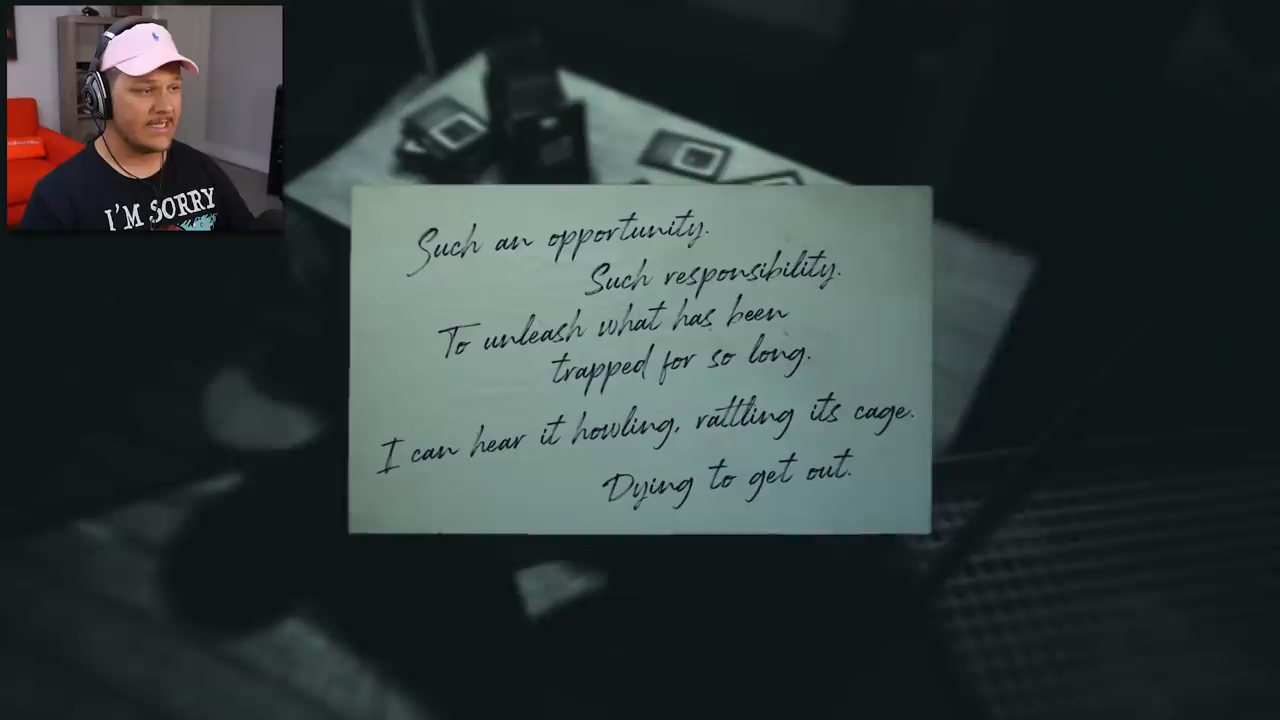 I'M SORRY
Such an opportunity.
Such responsibility.
To unleash what has been
trapped for so long.
I can hear it howling, rattling its cage.
Dying to get out.